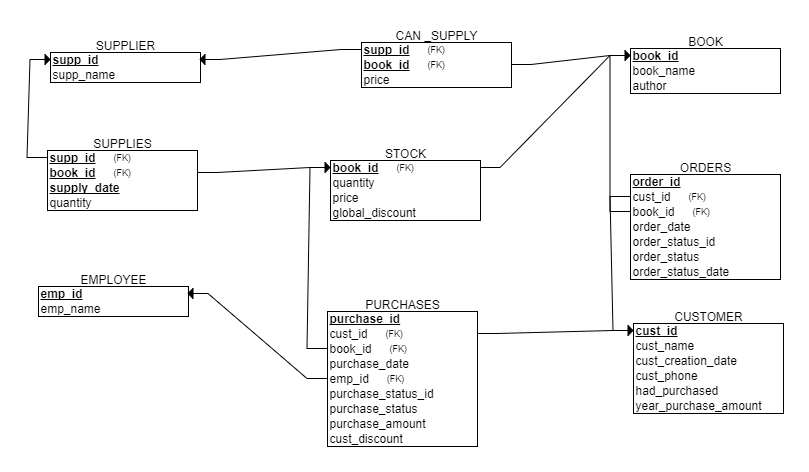 SUPPLIER
supp_id
supp_name
CAN _SUPPLY
supp_id (FK)
book_id (FK)
price
BOOK
book_id
book_name
author
SUPPLIES
supp_id (FK)
book_id (FK)
supply_date
quantity
STOCK
book_id (FK)
quantity
price
global_discount
ORDERS
order_id
cust_id (FK)
book_id (FK)
order_date
order_status_id
order_status
order_status_date
EMPLOYEE
emp_id
emp_name
PURCHASES
purchase_id
cust_id (FK)
book_id (FK)
purchase_date
emp_id (FK)
purchase_status_id
purchase_status
purchase_amount
cust_discount
CUSTOMER
cust_id
cust_name
cust_creation_date
cust_phone
had_purchased
year_purchase_amount